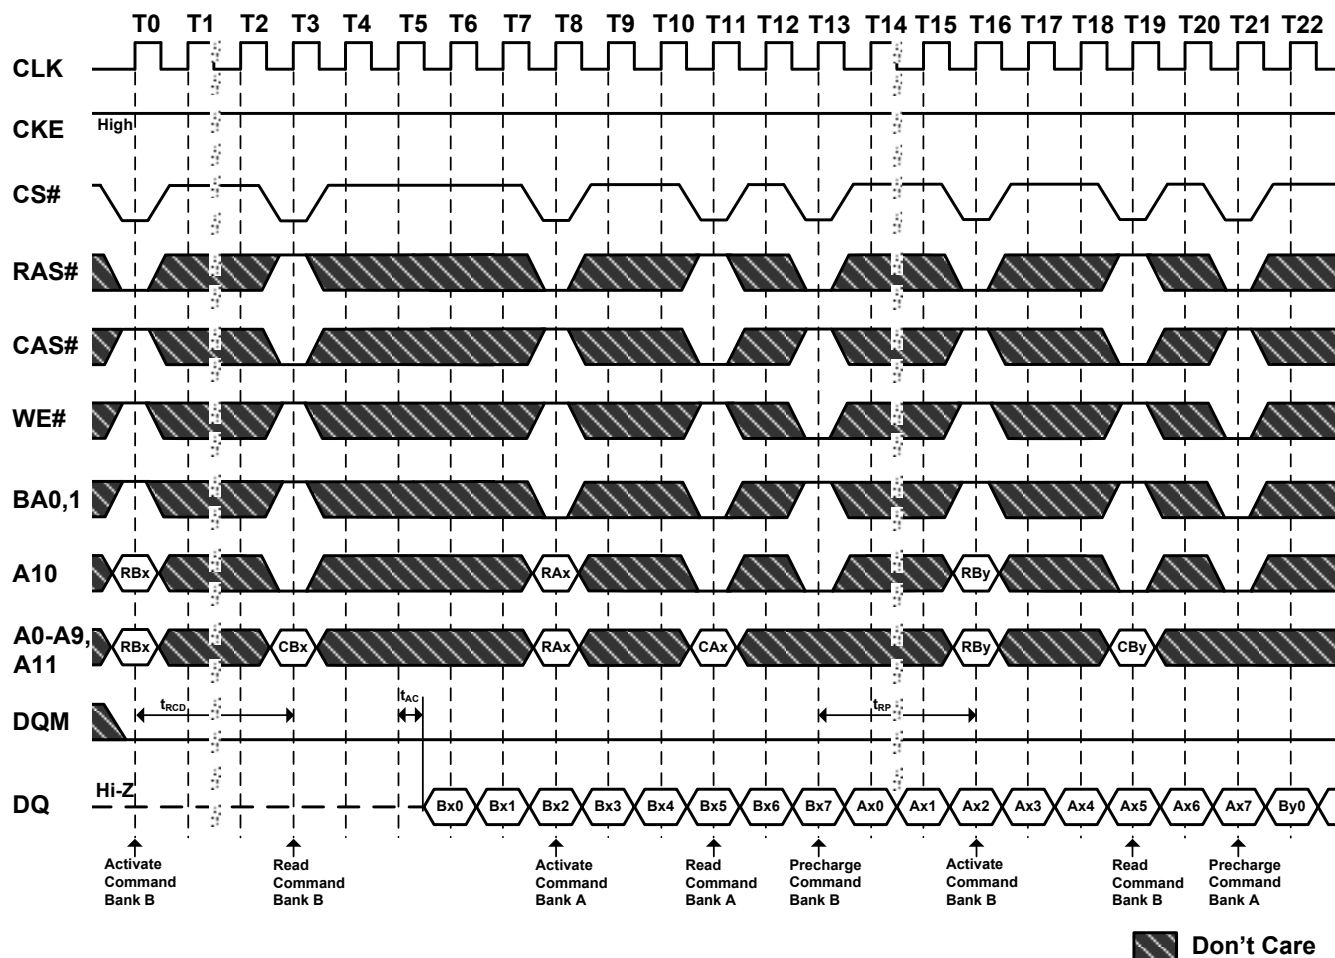 T0 T1 T2 T3 T4 T5 T6 T7 T8 T9 T10 T11 T12 T13 T14 T15 T16 T17 T18 T19 T20 T21 T22
CLK
CKE
High
CS#
RAS#
CAS#
WE#
BA0,1
A10
RBx RAx RBy
A0-A9,
A11
RBx CBx RAx CAx RBy CBy
DQM
tRCD tAC tRP
DQ
Hi-Z
Bx0 Bx1 Bx2 Bx3 Bx4 Bx5 Bx6 Bx7 Ax0 Ax1 Ax2 Ax3 Ax4 Ax5 Ax6 Ax7 By0
Activate
Command
Bank B
Read
Command
Bank B
Activate
Command
Bank A
Read
Command
Bank A
Precharge
Command
Bank B
Activate
Command
Bank B
Read
Command
Bank B
Precharge
Command
Bank A
Don't Care